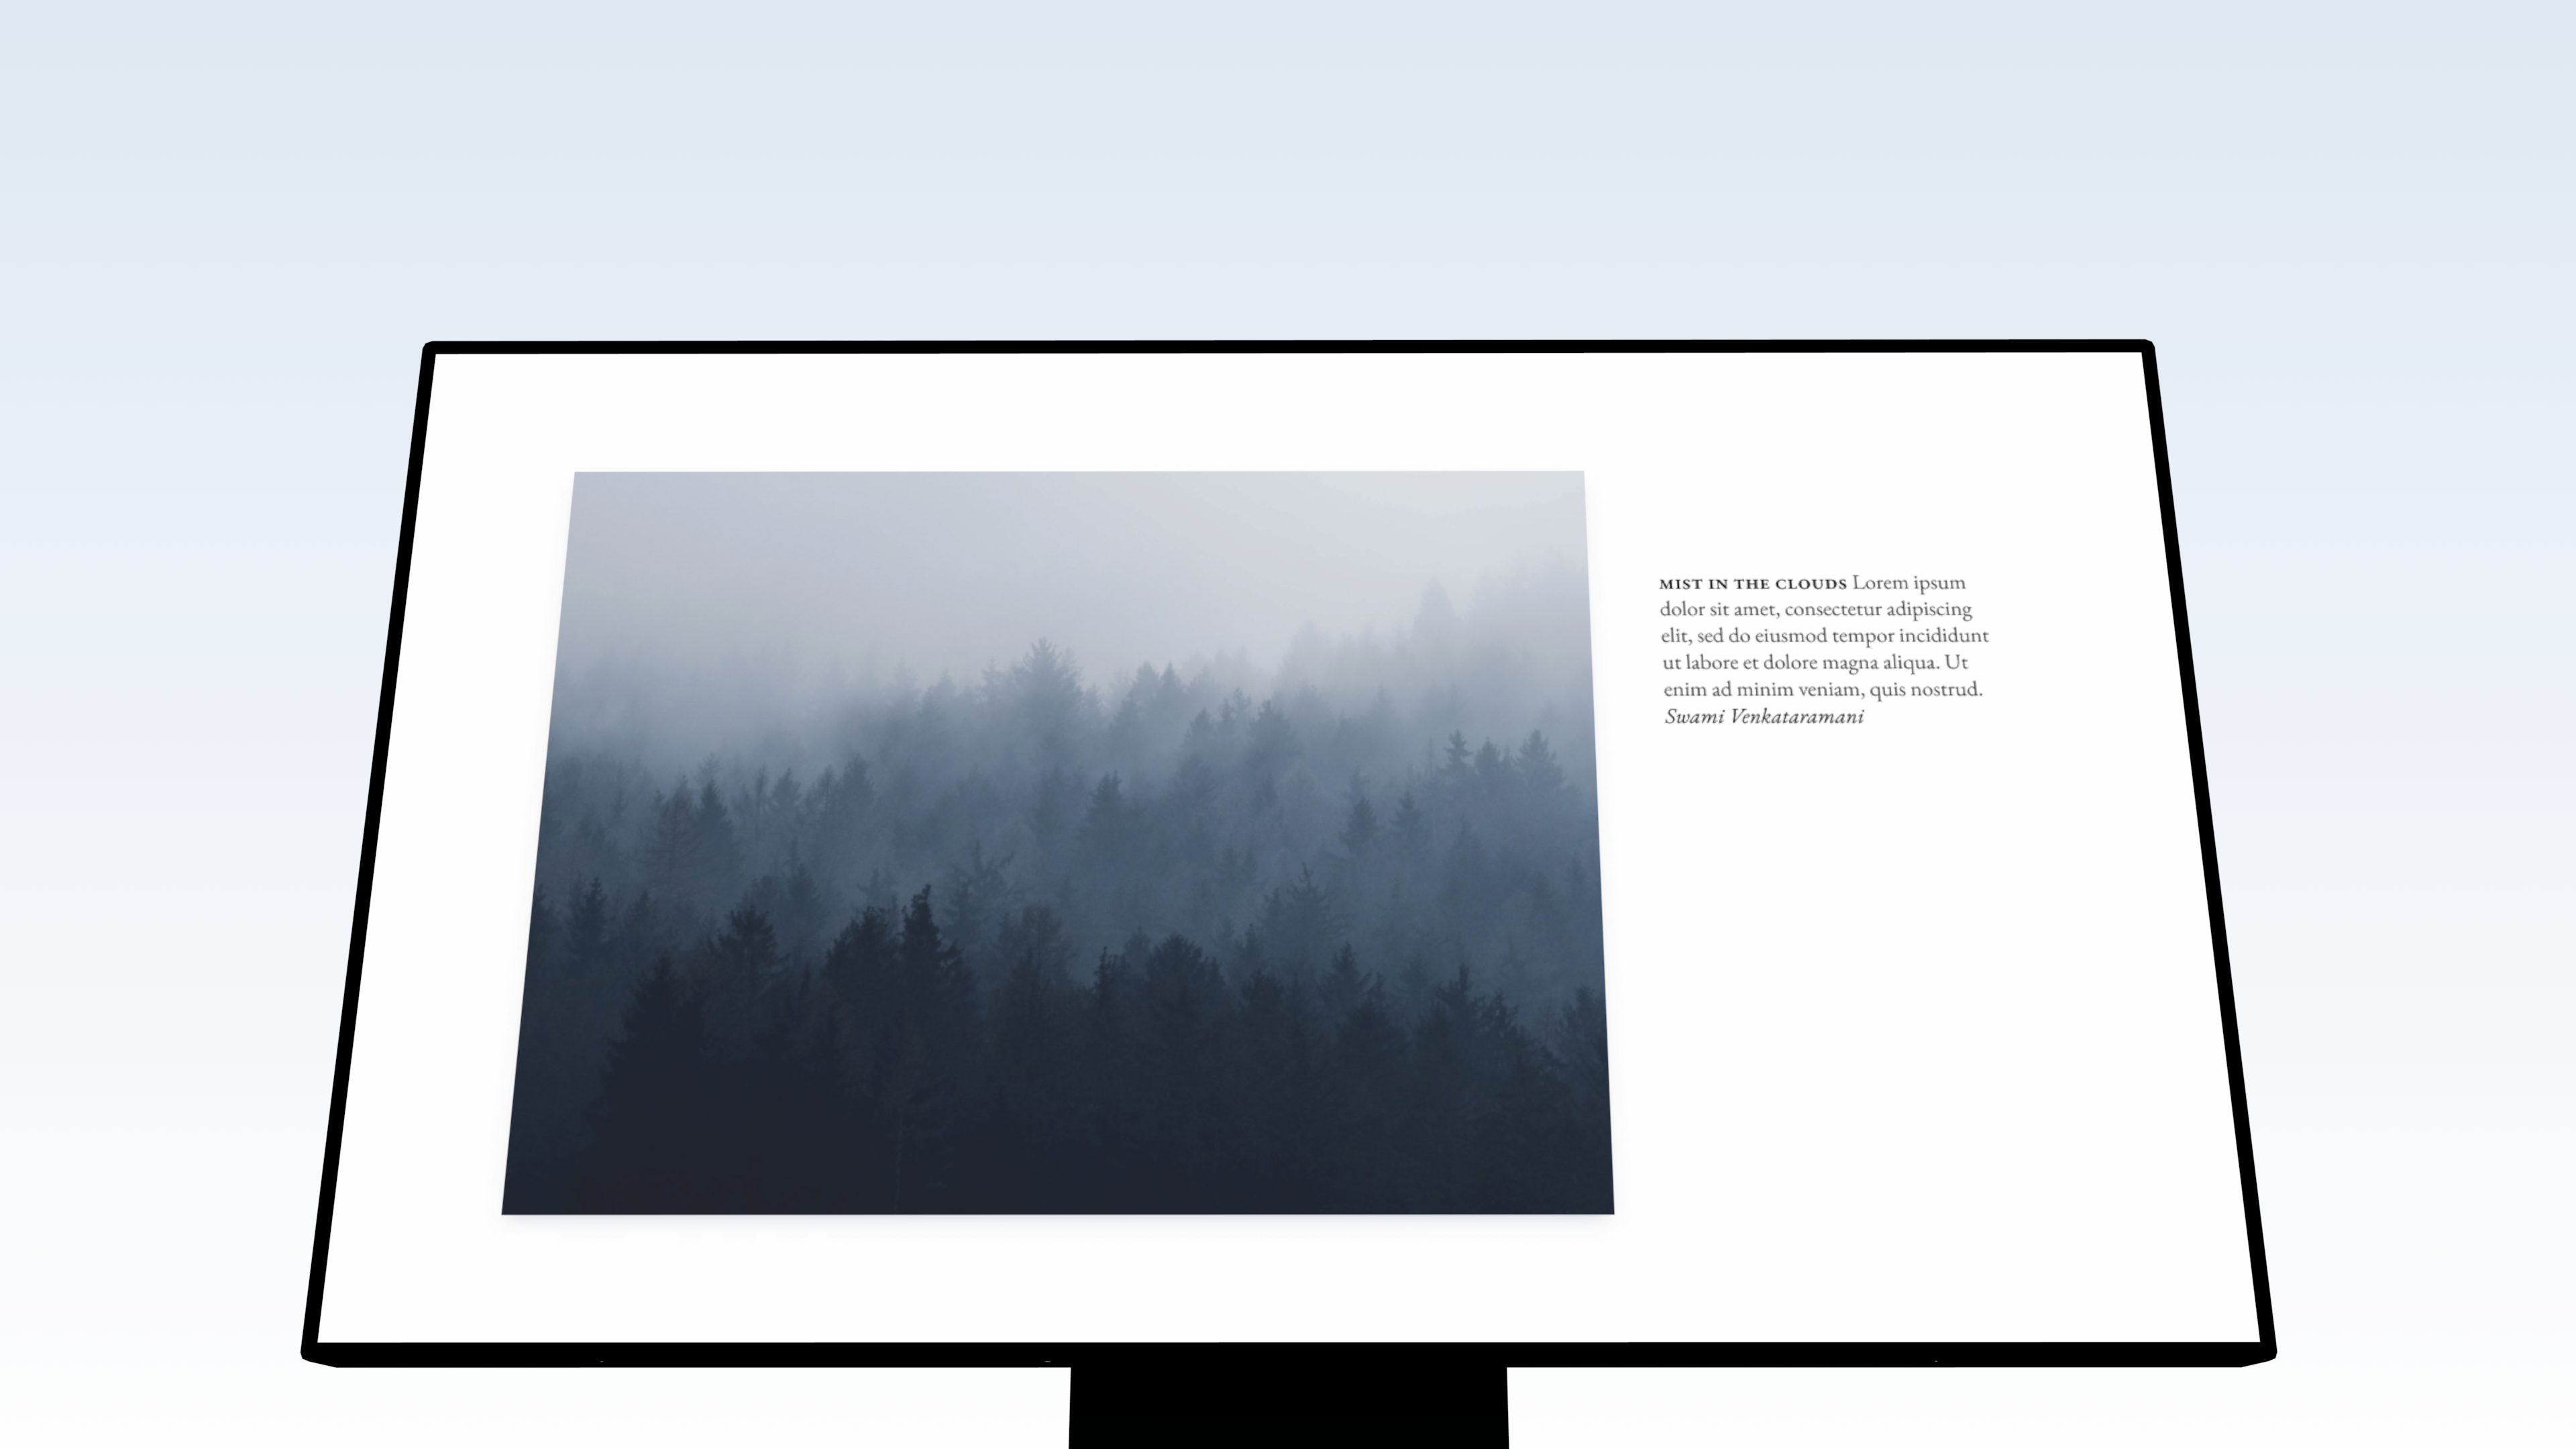 MIST IN THE CLOUDS Lorem ipsum
dolor sit amet, consectetur adipiscing
elit, sed do eiusmod tempor incididunt
ut labore et dolore magna aliqua. Ut
enim ad minim veniam, quis nostrud.
Swami Venkataramani